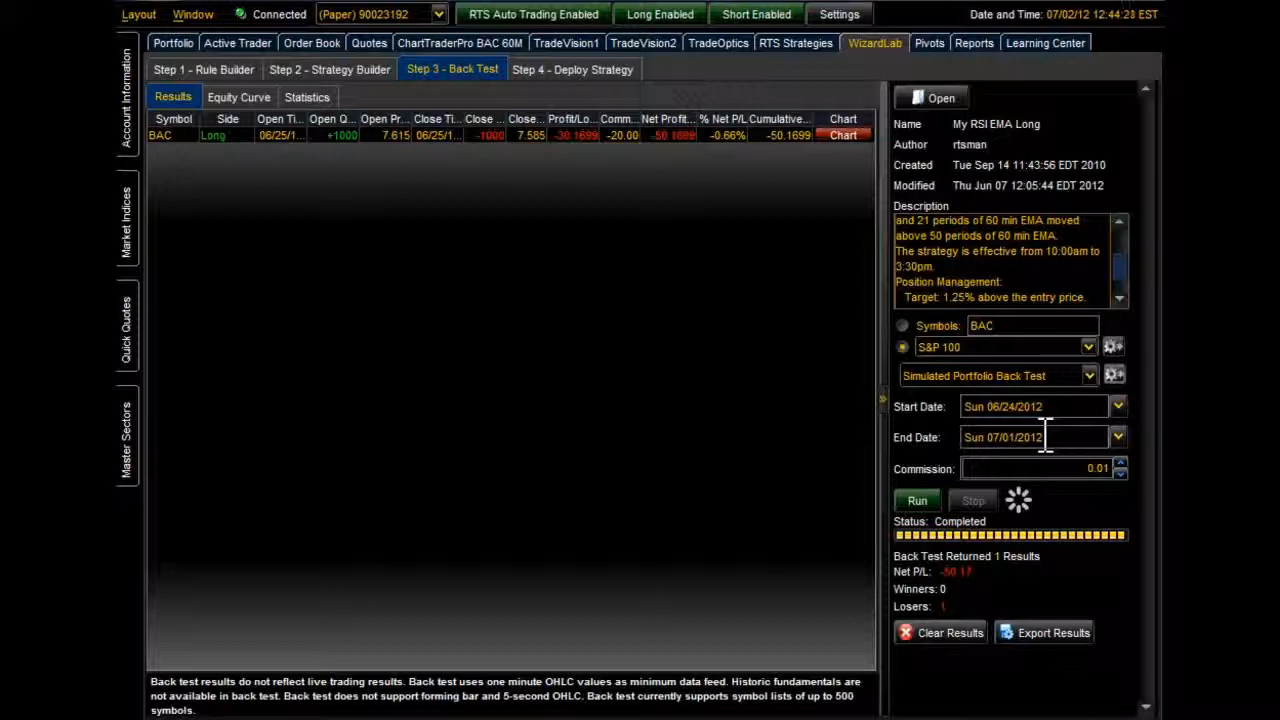 Layout Window Connected (Paper) 90023192 RTS Auto Trading Enabled Long Enabled Short Enabled Settings Date and Time: 07/02/12 12:44:28 EST
Portfolio Active Trader Order Book Quotes ChartTraderPro BAC 60M TradeVision1 TradeVision2 TradeOptics RTS Strategies WizardLab Pivots Reports Learning Center
Step 1 - Rule Builder Step 2 - Strategy Builder Step 3 - Back Test Step 4 - Deploy Strategy
Results Equity Curve Statistics
Symbol Side Open Ti... Open Q... Open Pr... Close Ti... Close ... Close... Profit/Lo... Comm... Net Profit... % Net P/L Cumulative... Chart
BAC Long 06/25/1... +1000 7.615 06/25/1... -1000 7.585 -30.1699 -20.00 -50.1699 -0.66% -50.1699 Chart
Account Information
Market Indices
Quick Quotes
Master Sectors
Open
Name My RSI EMA Long
Author rtsman
Created Tue Sep 14 11:43:56 EDT 2010
Modified Thu Jun 07 12:05:44 EDT 2012
Description
and 21 periods of 60 min EMA moved
above 50 periods of 60 min EMA.
The strategy is effective from 10:00am to
3:30pm.
Position Management:
Target: 1.25% above the entry price.
Symbols: BAC
S&P 100
Simulated Portfolio Back Test
Start Date: Sun 06/24/2012
End Date: Sun 07/01/2012
Commission: 0.01
Run Stop
Status: Completed
Back Test Returned 1 Results
Net P/L: -50.17
Winners: 0
Losers:
Clear Results Export Results
Back test results do not reflect live trading results. Back test uses one minute OHLC values as minimum data feed. Historic fundamentals are
not available in back test. Back test does not support forming bar and 5-second OHLC. Back test currently supports symbol lists of up to 500
symbols.